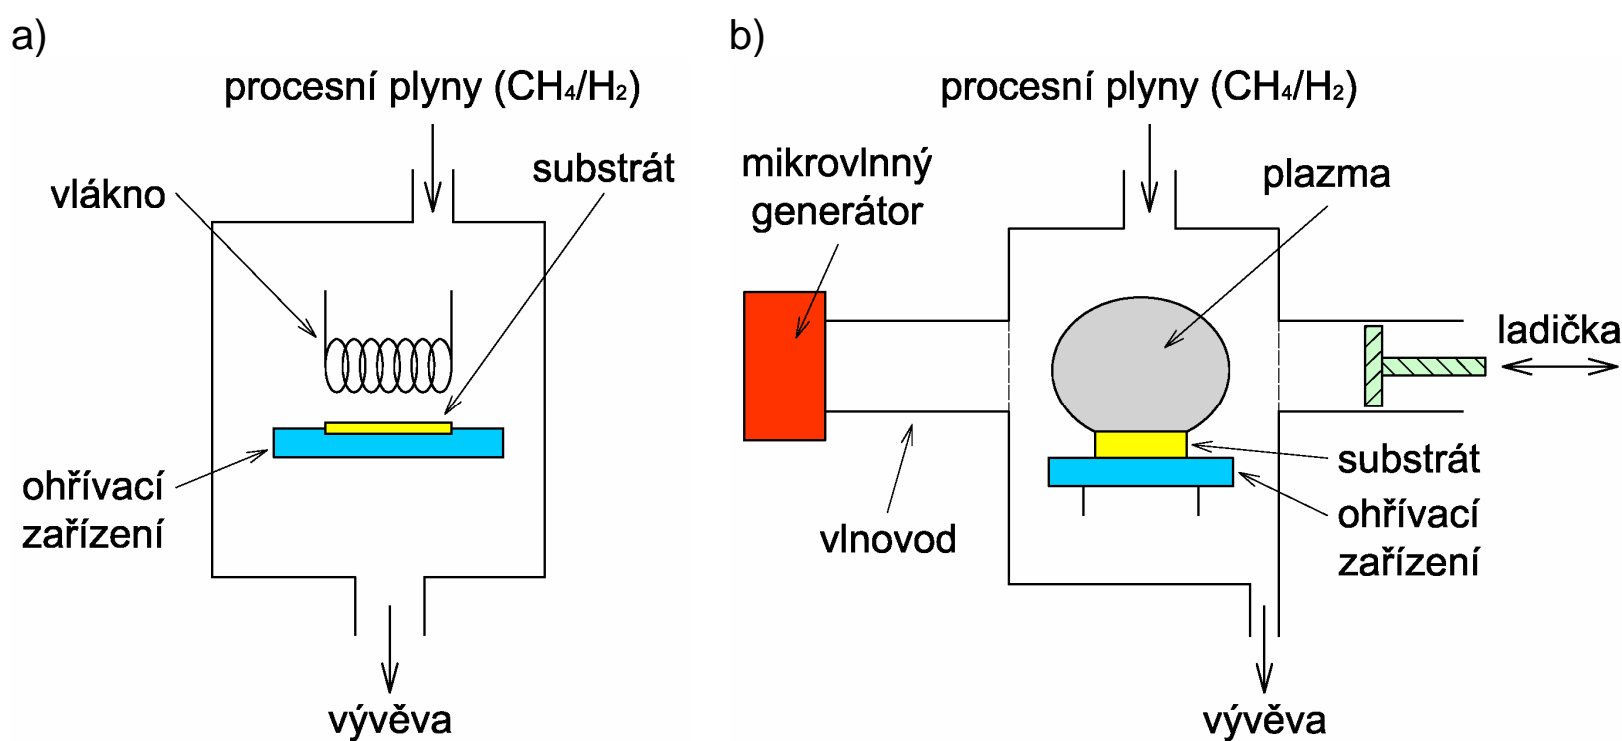 a)
procesní plyny (CH₄/H₂)
vlákno
substrát
ohřívací
zařízení
vývěva
b)
procesní plyny (CH₄/H₂)
mikrovlnný
generátor
plazma
ladička
substrát
ohřívací
zařízení
vlnovod
vývěva